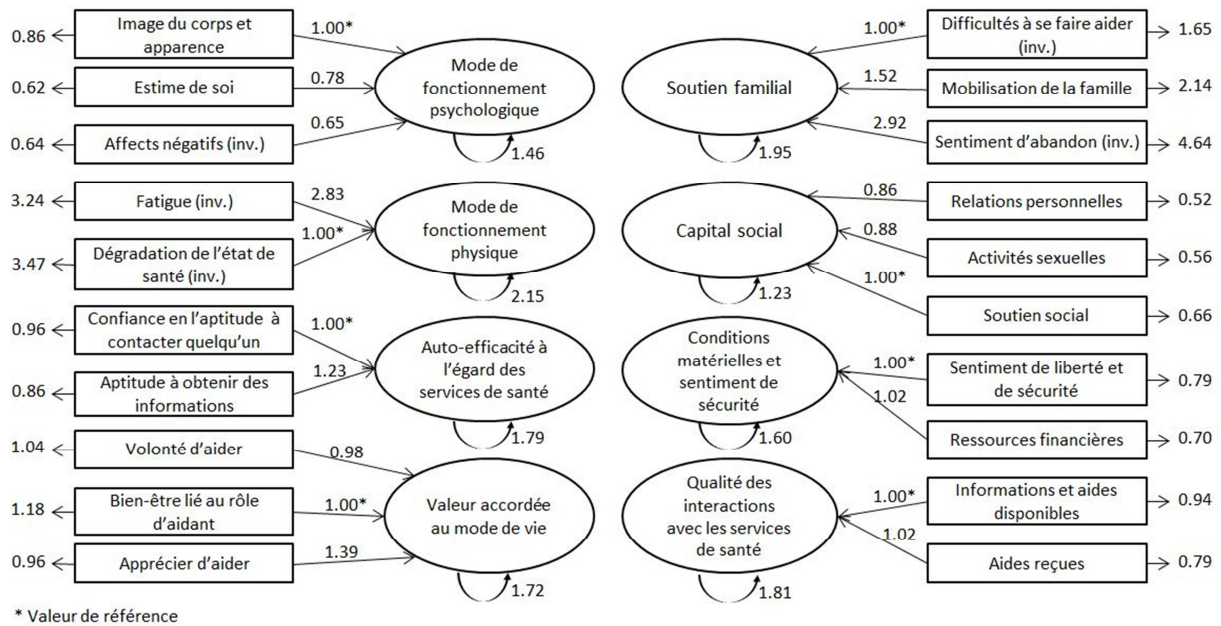 Image du corps et
apparence
0.86
1.00*
Estime de soi
0.62
0.78
Affects négatifs (inv.)
0.64
0.65
Mode de
fonctionnement
psychologique
1.46
Fatigue (inv.)
3.24
2.83
Dégradation de l’état de
santé (inv.)
3.47
1.00*
Mode de
fonctionnement
physique
2.15
Confiance en l’aptitude à
contacter quelqu’un
0.96
1.00*
Aptitude à obtenir des
informations
0.86
1.23
Auto-efficacité à
l’égard des
services de santé
1.79
Volonté d’aider
1.04
0.98
Bien-être lié au rôle
d’aidant
1.18
1.00*
Apprécier d’aider
0.96
1.39
Valeur accordée
au mode de vie
1.72
Soutien familial
1.95
1.00*
Difficultés à se faire aider
(inv.)
1.65
1.52
Mobilisation de la famille
2.14
2.92
Sentiment d’abandon (inv.)
4.64
Capital social
1.23
0.86
Relations personnelles
0.52
0.88
Activités sexuelles
0.56
1.00*
Soutien social
0.66
Conditions
matérielles et
sentiment de
sécurité
1.60
1.00*
Sentiment de liberté et
de sécurité
0.79
1.02
Ressources financières
0.70
Qualité des
interactions
avec les services
de santé
1.81
1.00*
Informations et aides
disponibles
0.94
1.02
Aides reçues
0.79
* Valeur de référence